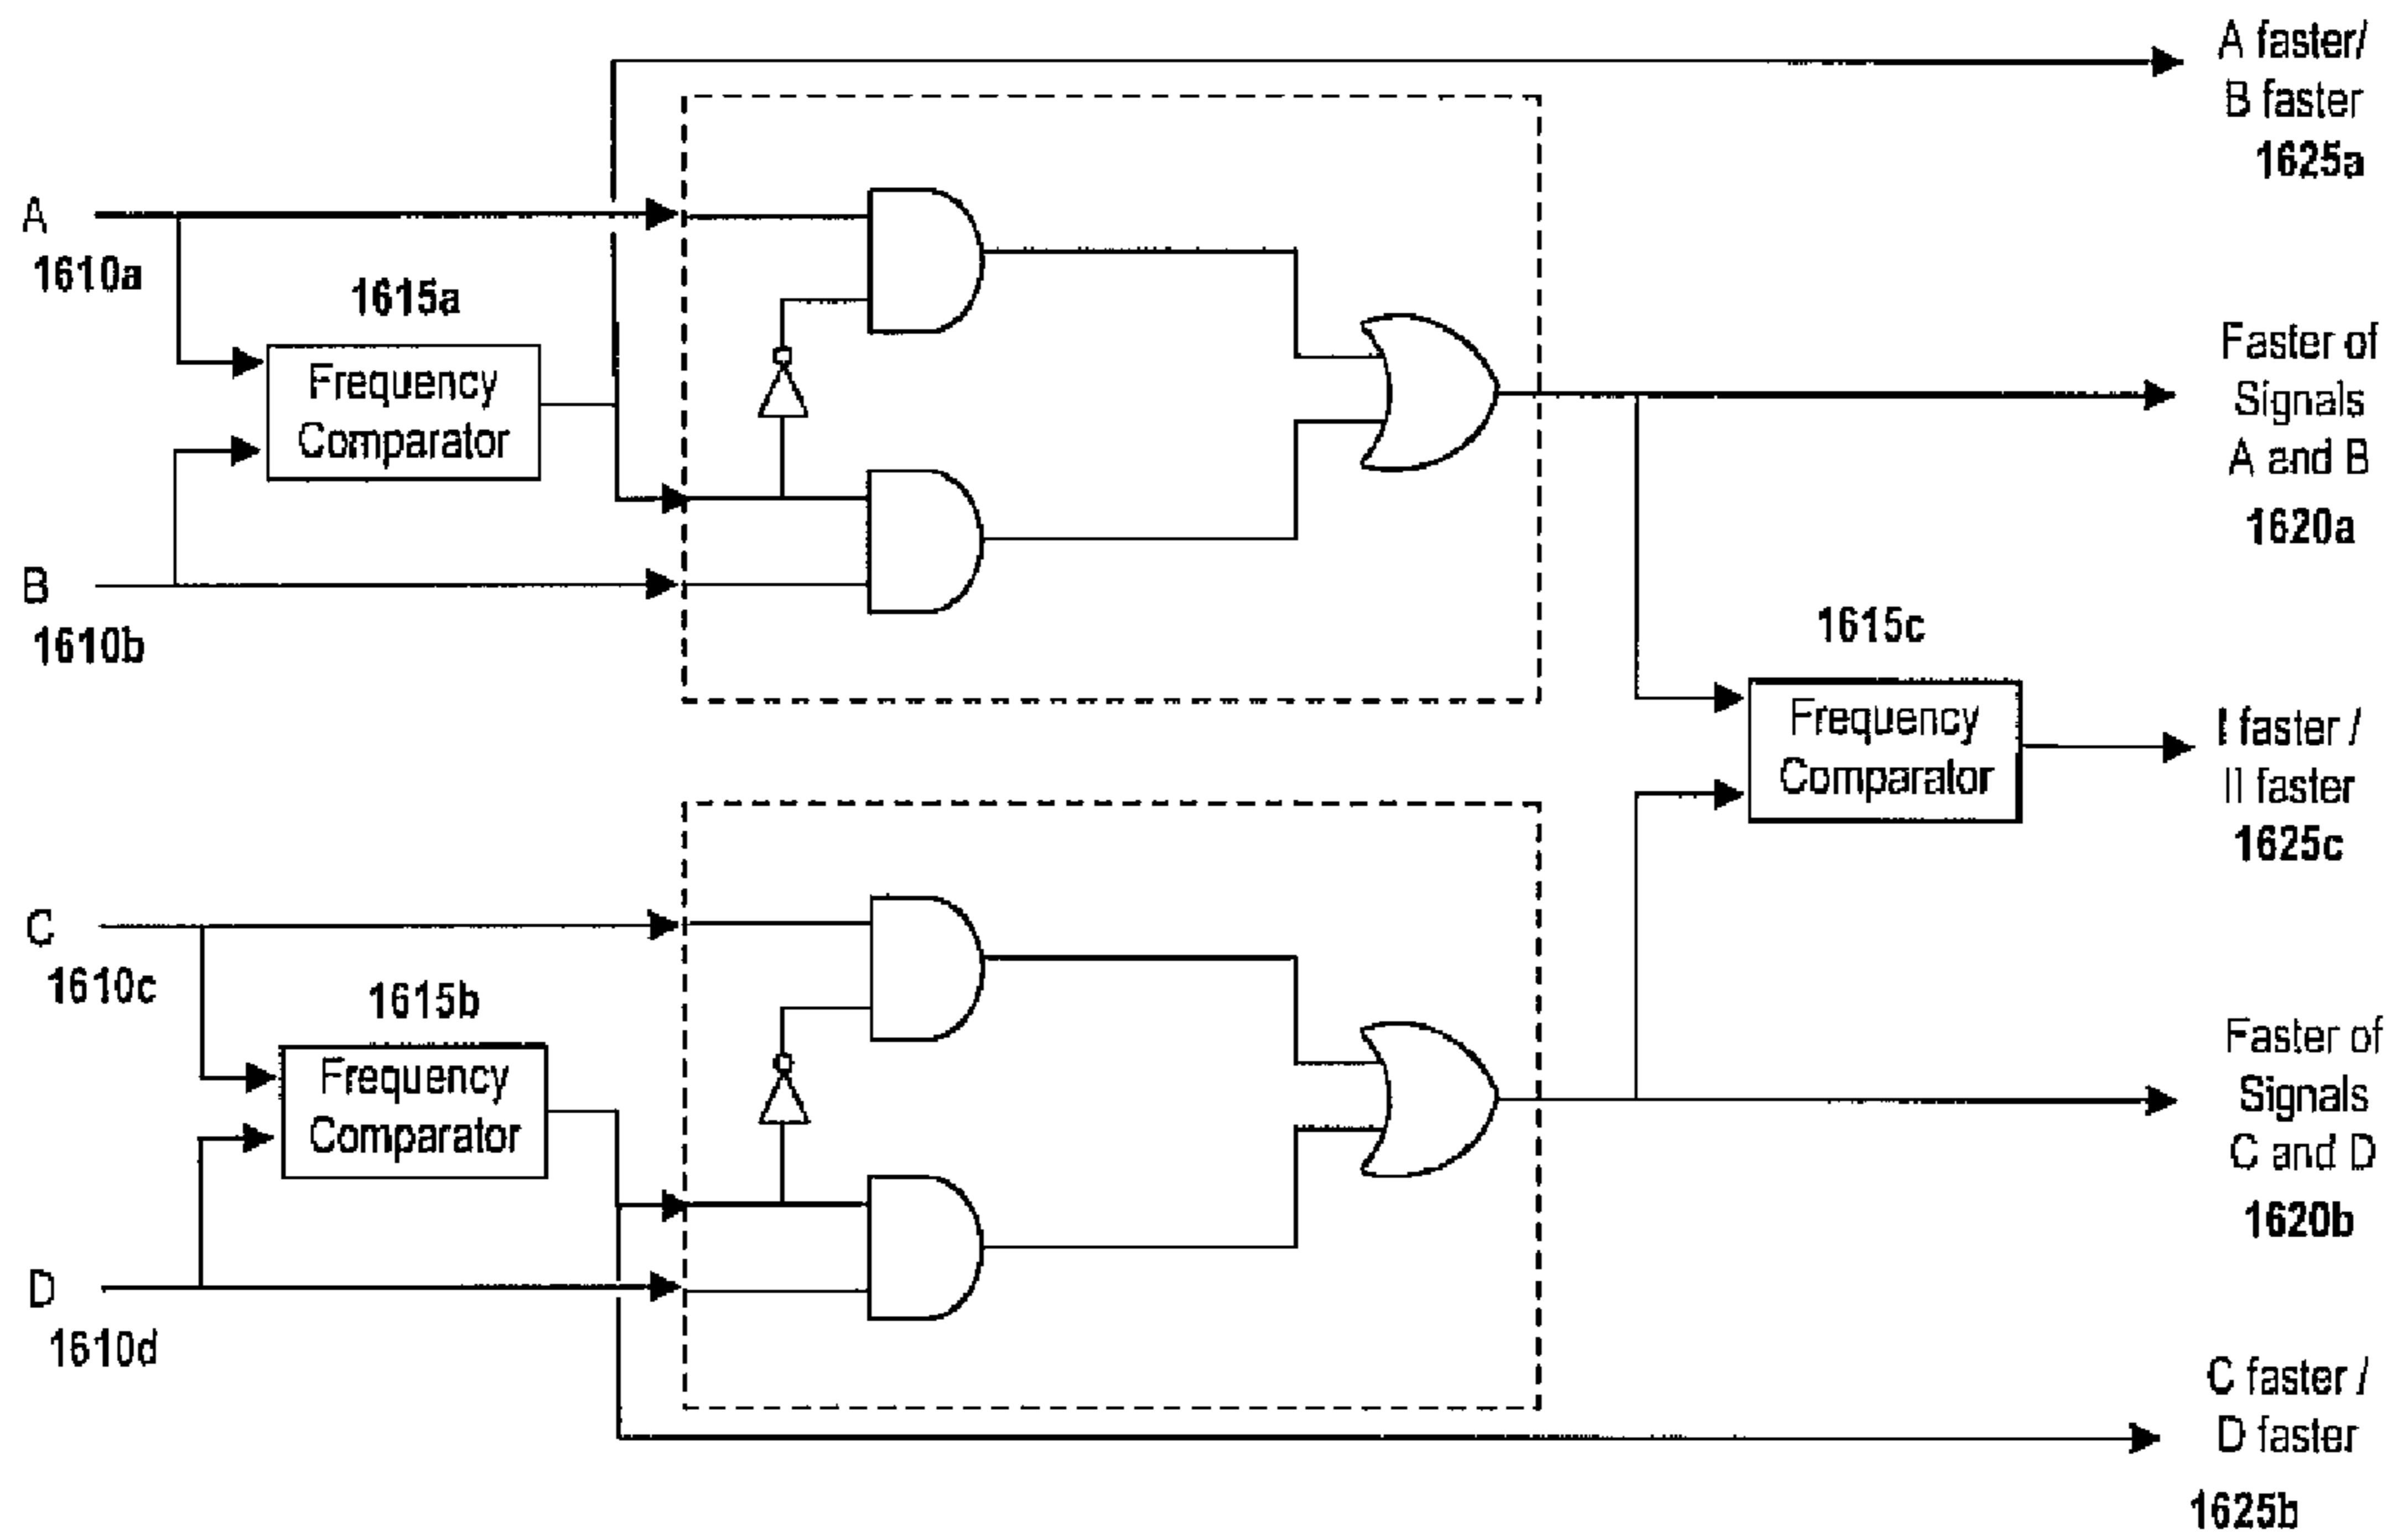 A faster/
B faster
1625a
A
1610a
1615a
Frequency
Comparator
B
1610b
Faster of
Signals
A and B
1620a
1615c
Frequency
Comparator
I faster /
II faster
1625c
C
1610c
1615b
Frequency
Comparator
D
1610d
Faster of
Signals
C and D
1620b
C faster /
D faster
1625b